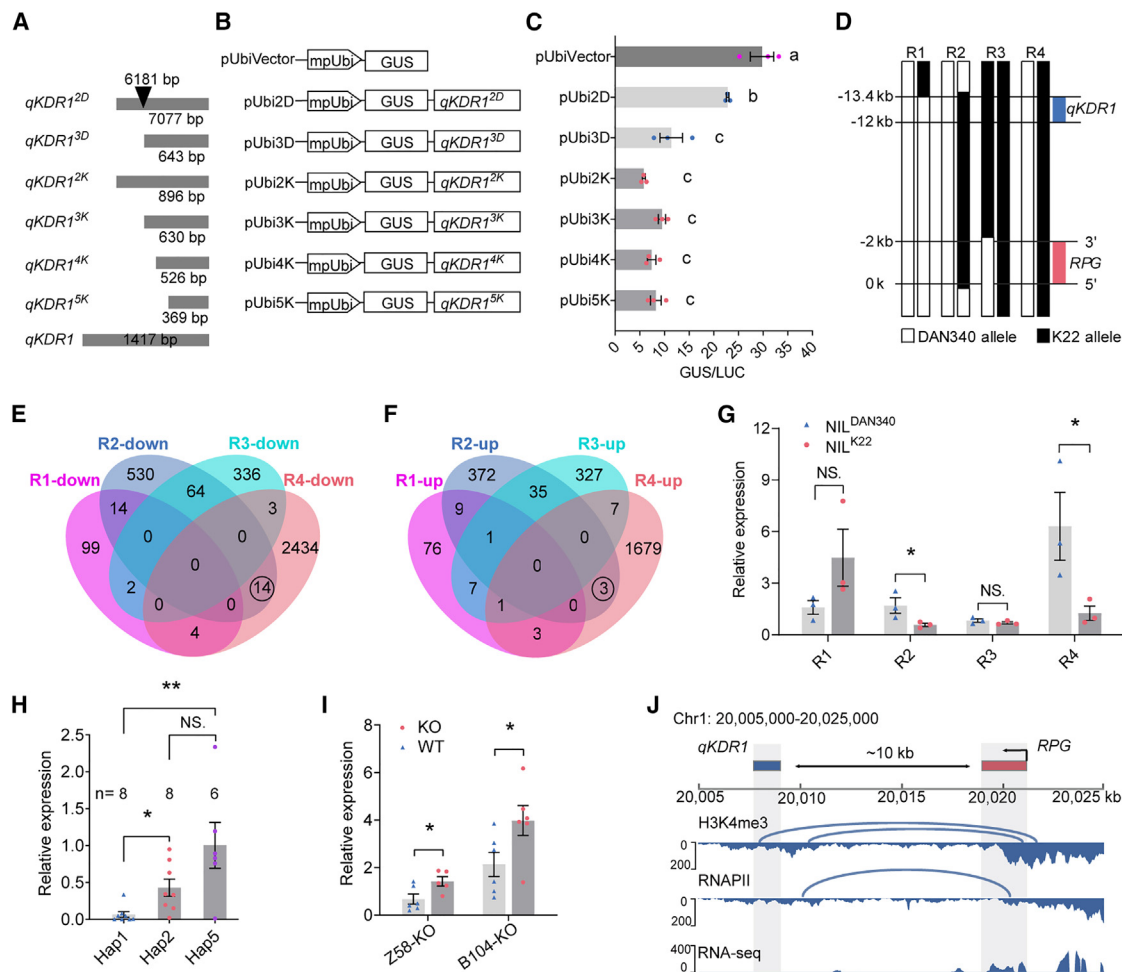 A
6181 bp
qKDR1^2D
7077 bp
qKDR1^3D
643 bp
qKDR1^2K
896 bp
qKDR1^3K
630 bp
qKDR1^4K
526 bp
qKDR1^5K
369 bp
qKDR1
1417 bp
B
pUbiVector mpUbi GUS
pUbi2D mpUbi GUS qKDR1^2D
pUbi3D mpUbi GUS qKDR1^3D
pUbi2K mpUbi GUS qKDR1^2K
pUbi3K mpUbi GUS qKDR1^3K
pUbi4K mpUbi GUS qKDR1^4K
pUbi5K mpUbi GUS qKDR1^5K
C
pUbiVector a
pUbi2D b
pUbi3D c
pUbi2K c
pUbi3K c
pUbi4K c
pUbi5K c
0 5 10 15 20 25 30 35 40
GUS/LUC
D
R1 R2 R3 R4
-13.4 kb
qKDR1
-12 kb
-2 kb 3'
RPG
0 k 5'
DAN340 allele K22 allele
E
R2-down R3-down
R1-down R4-down
530 336
64
14 3
99 0 0 2434
0
2 14
0 0
4
F
R2-up R3-up
R1-up R4-up
372 327
35
9 7
76 1 0 1679
0
7 3
1 0
3
G
NIL^DAN340
NIL^K22
Relative expression
12
9
6
3
0
NS. * NS. *
R1 R2 R3 R4
H
**
NS.
*
Relative expression
2.5
2.0
1.5
1.0
0.5
0.0
n= 8 8 6
Hap1 Hap2 Hap5
I
KO
WT
Relative expression
8
6
4
2
0
* *
Z58-KO B104-KO
J
Chr1: 20,005,000-20,025,000
qKDR1 ~10 kb RPG
20,005 20,010 20,015 20,020 20,025 kb
H3K4me3
0
200
RNAPII
0
200
400
RNA-seq
0